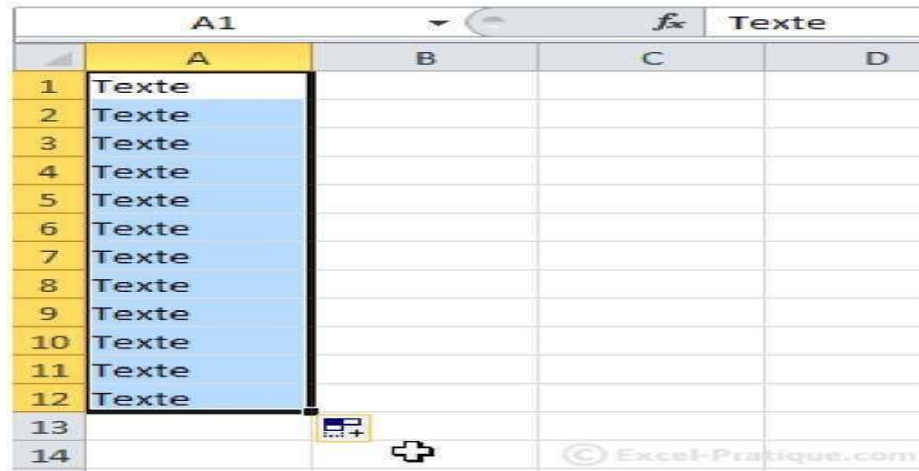 A1 fx Texte
A B C D
1 Texte
2 Texte
3 Texte
4 Texte
5 Texte
6 Texte
7 Texte
8 Texte
9 Texte
10 Texte
11 Texte
12 Texte
13
14 © Excel-Pratique.com